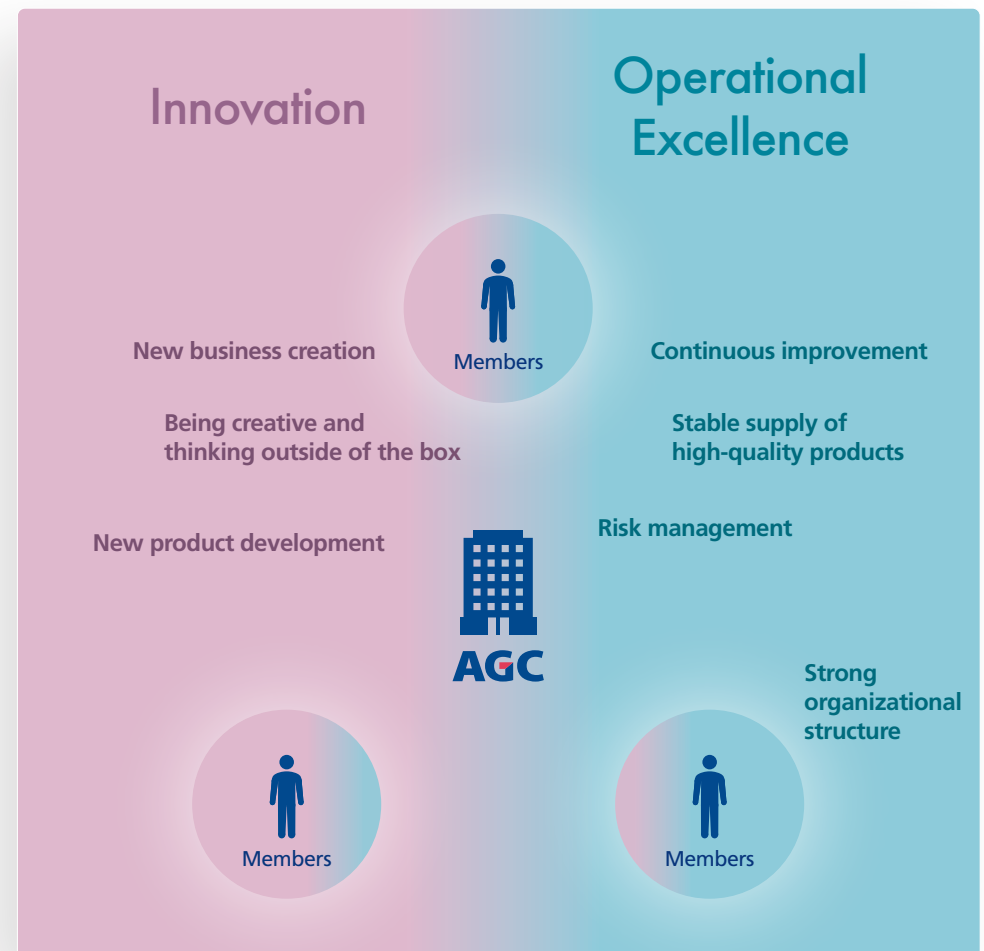 Innovation
Operational
Excellence
Members
New business creation
Continuous improvement
Being creative and
thinking outside of the box
Stable supply of
high-quality products
New product development
Risk management
AGC
Strong
organizational
structure
Members
Members